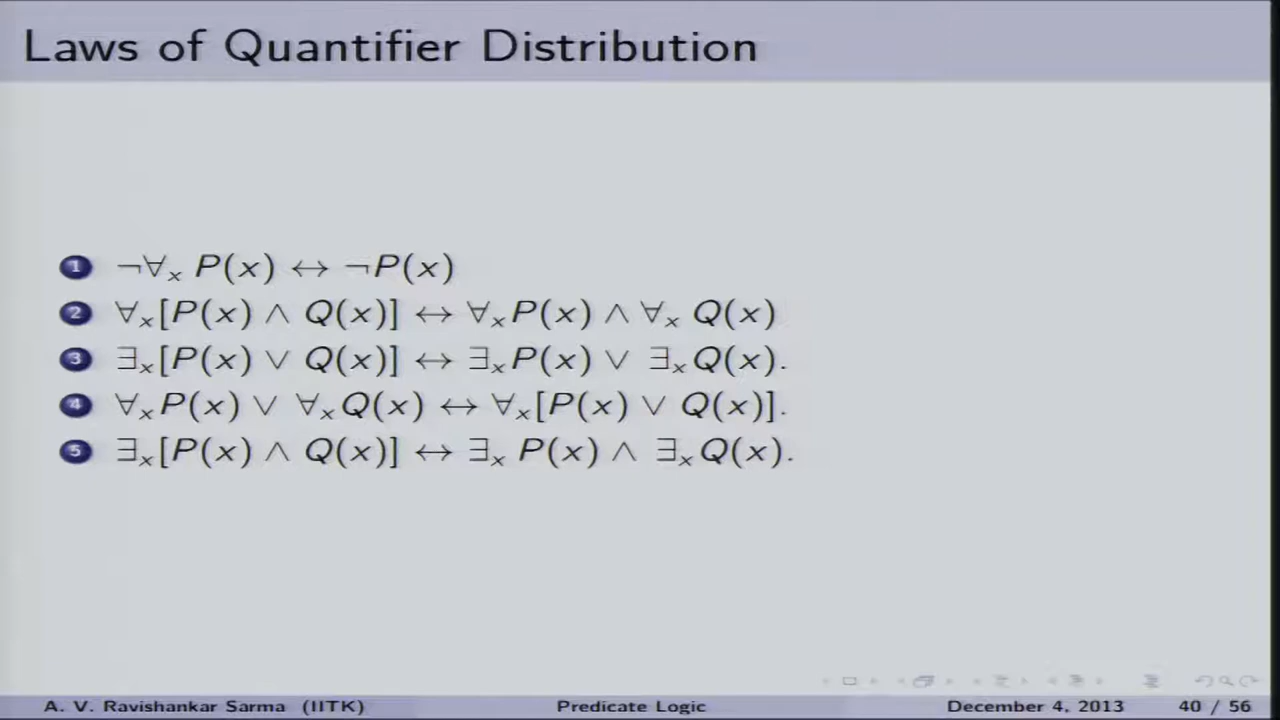 Laws of Quantifier Distribution
1 ¬∀ₓ P(x) ↔ ¬P(x)
2 ∀ₓ[P(x) ∧ Q(x)] ↔ ∀ₓP(x) ∧ ∀ₓ Q(x)
3 ∃ₓ[P(x) ∨ Q(x)] ↔ ∃ₓP(x) ∨ ∃ₓQ(x).
4 ∀ₓP(x) ∨ ∀ₓQ(x) ↔ ∀ₓ[P(x) ∨ Q(x)].
5 ∃ₓ[P(x) ∧ Q(x)] ↔ ∃ₓ P(x) ∧ ∃ₓQ(x).
A. V. Ravishankar Sarma (IITK) Predicate Logic December 4, 2013 40 / 56